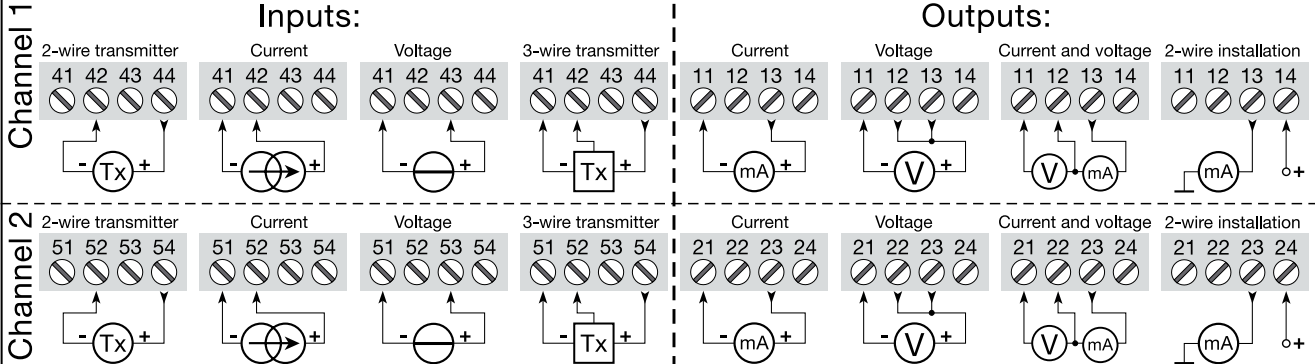 Inputs:
Outputs:
Channel 1
2-wire transmitter
Current
Voltage
3-wire transmitter
Current
Voltage
Current and voltage
2-wire installation
41 42 43 44
41 42 43 44
41 42 43 44
41 42 43 44
11 12 13 14
11 12 13 14
11 12 13 14
11 12 13 14
- Tx +
- +
- +
- Tx +
- mA +
- V +
V mA
mA +
Channel 2
2-wire transmitter
Current
Voltage
3-wire transmitter
Current
Voltage
Current and voltage
2-wire installation
51 52 53 54
51 52 53 54
51 52 53 54
51 52 53 54
21 22 23 24
21 22 23 24
21 22 23 24
21 22 23 24
- Tx +
- +
- +
- Tx +
- mA +
- V +
V mA
mA +